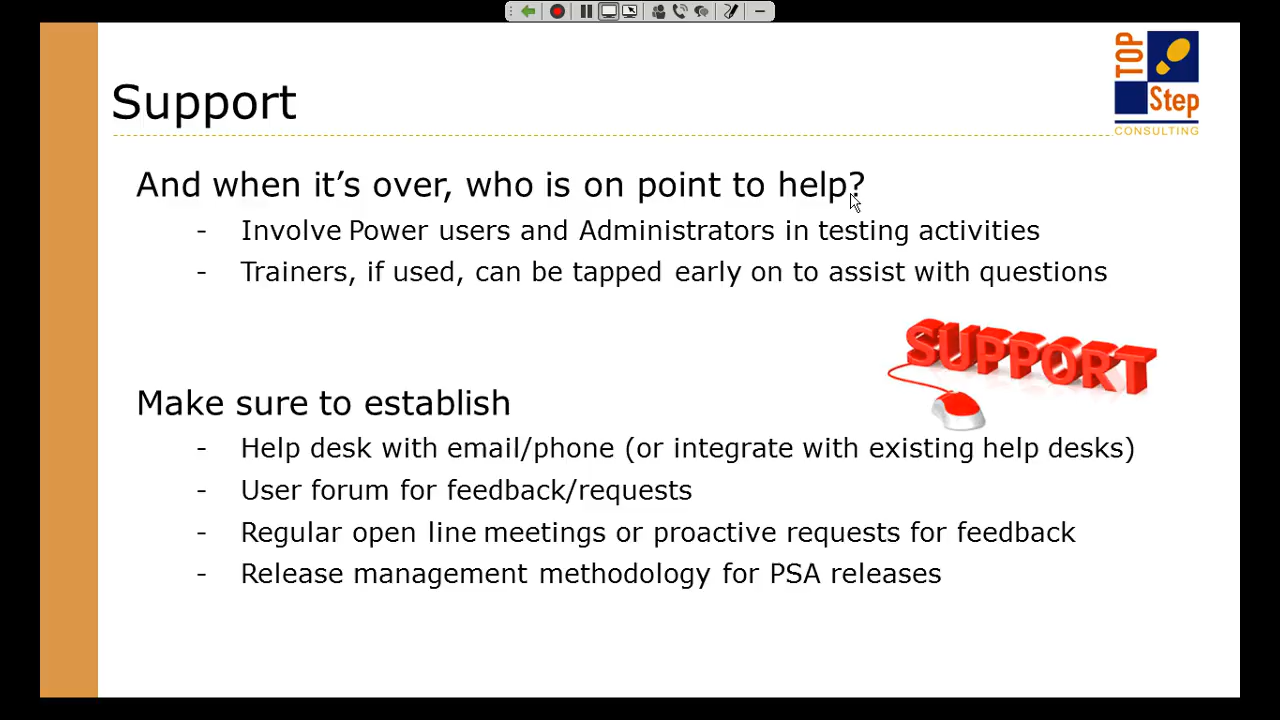 TOP
Step
CONSULTING
Support
And when it's over, who is on point to help?
- Involve Power users and Administrators in testing activities
- Trainers, if used, can be tapped early on to assist with questions
SUPPORT
Make sure to establish
- Help desk with email/phone (or integrate with existing help desks)
- User forum for feedback/requests
- Regular open line meetings or proactive requests for feedback
- Release management methodology for PSA releases